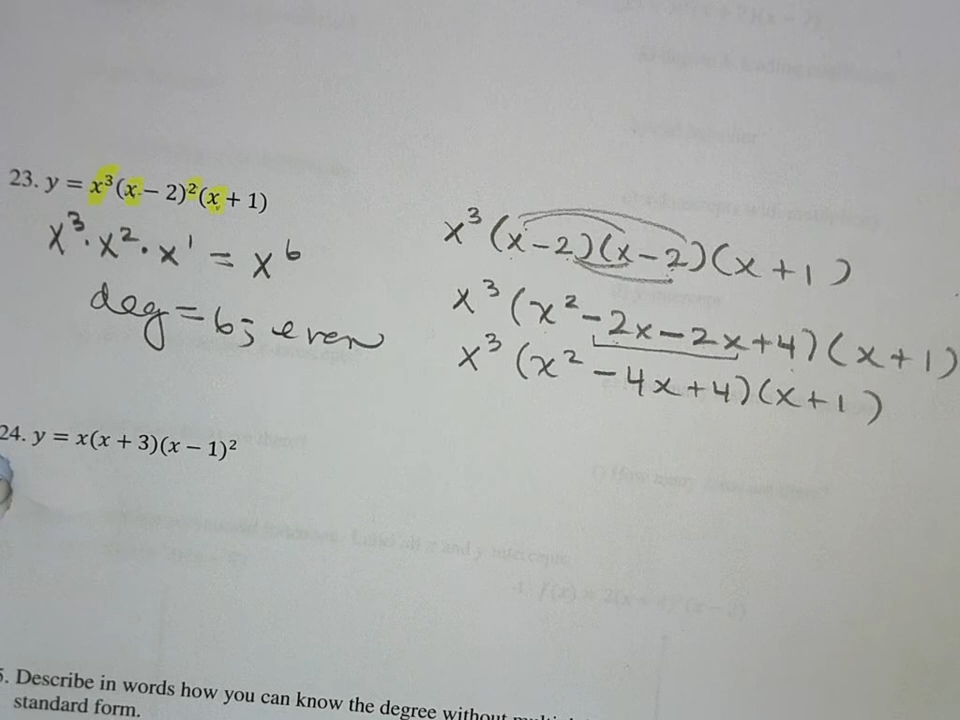 23. y = x³(x − 2)²(x + 1)
x³ · x² · x¹ = x⁶
deg = 6; even
x³(x−2)(x−2)(x+1)
x³(x²−2x−2x+4)(x+1)
x³(x²−4x+4)(x+1)
24. y = x(x + 3)(x − 1)²
. Describe in words how you can know the degree without
standard form.